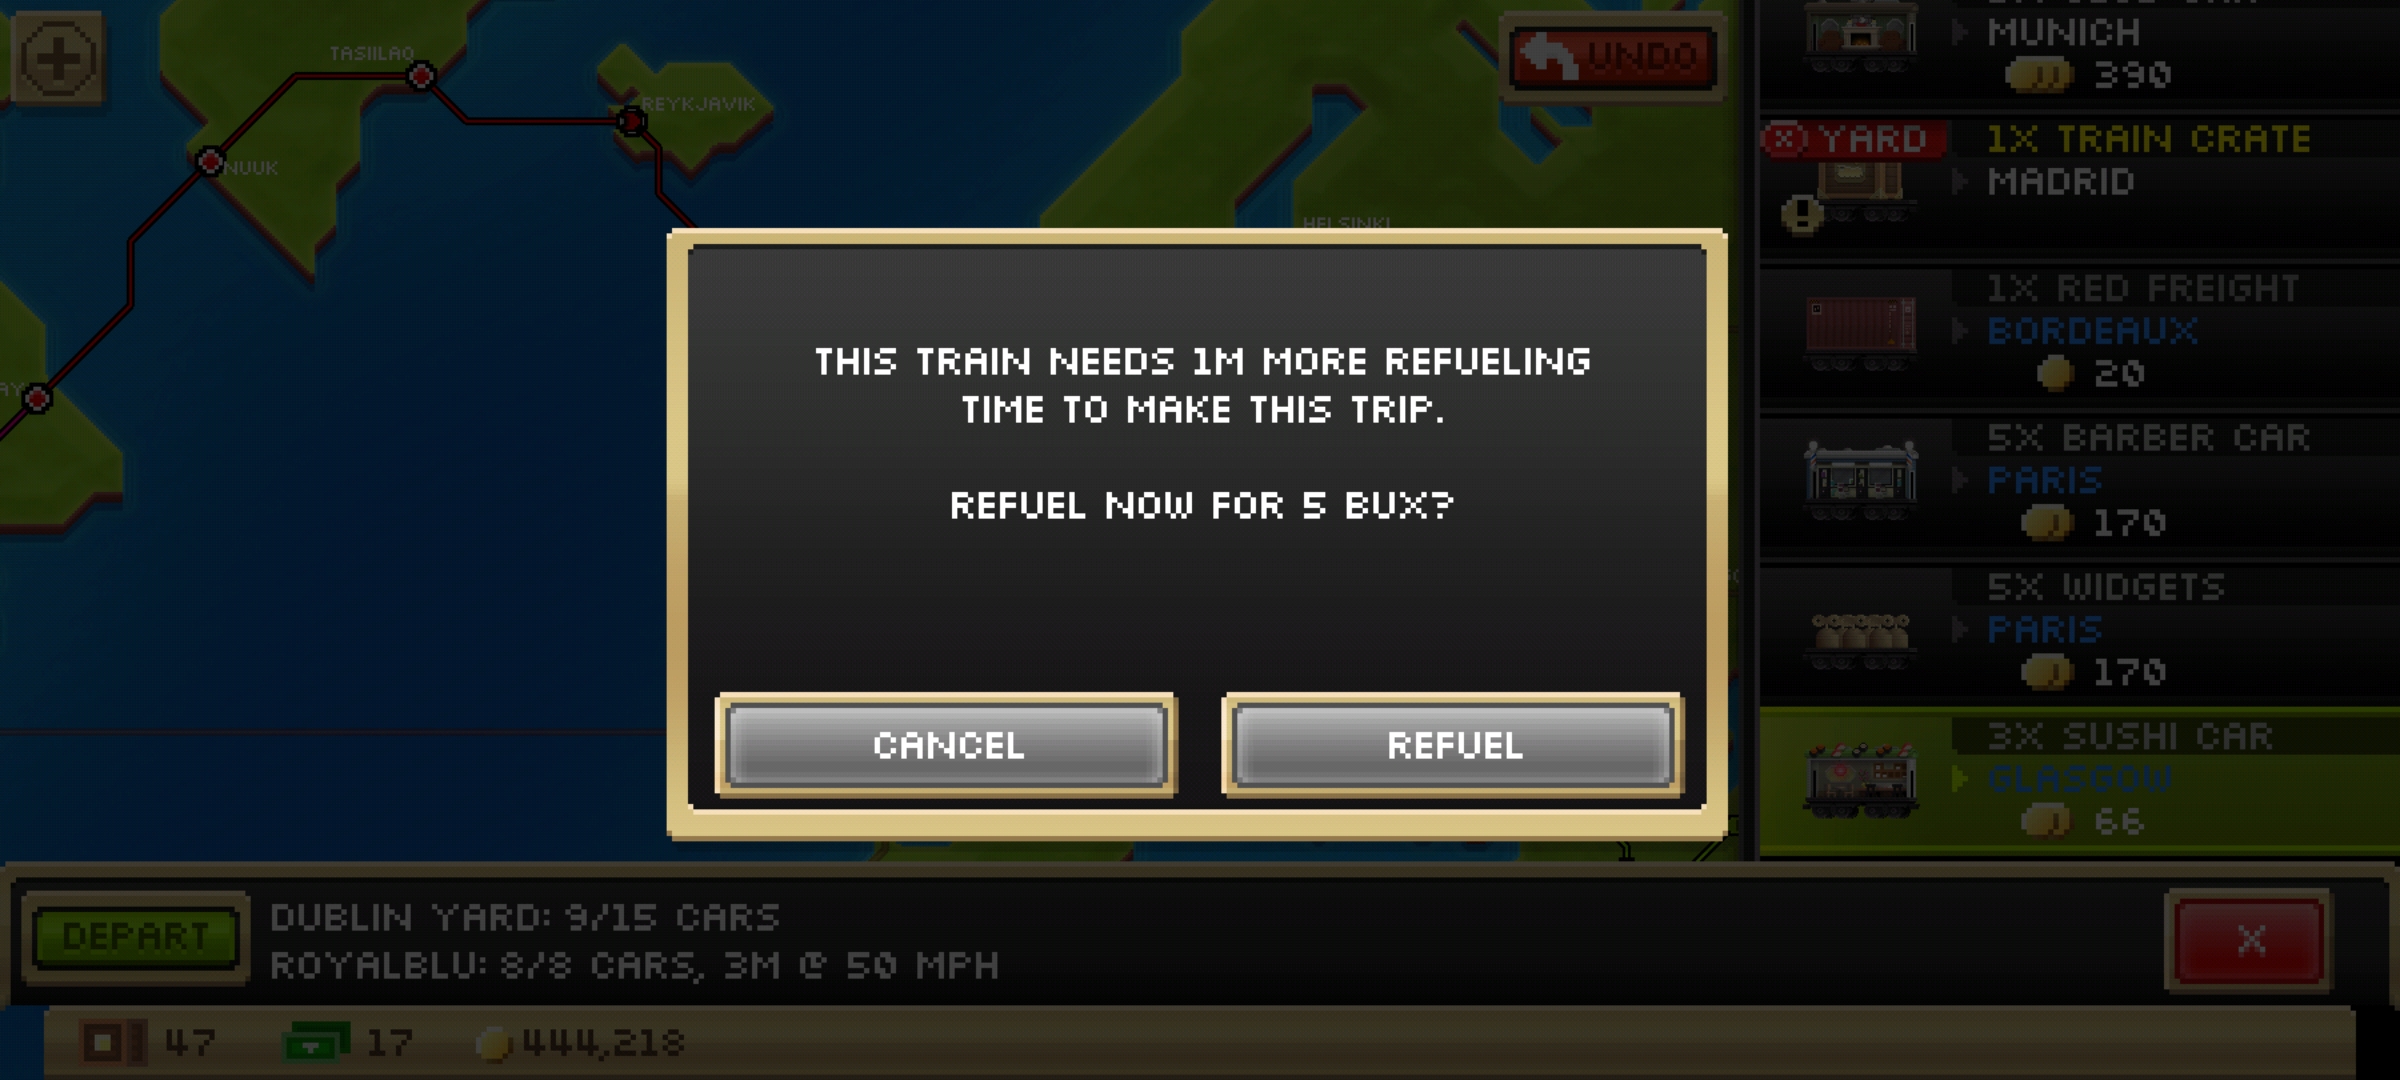 TASIILAQ
REYKJAVIK
NUUK
HELSINKI
UNDO
MUNICH
390
YARD
1X TRAIN CRATE
MADRID
1X RED FREIGHT
BORDEAUX
20
5X BARBER CAR
PARIS
170
5X WIDGETS
PARIS
170
3X SUSHI CAR
GLASGOW
66
THIS TRAIN NEEDS 1M MORE REFUELING
TIME TO MAKE THIS TRIP.
REFUEL NOW FOR 5 BUX?
CANCEL
REFUEL
DEPART
DUBLIN YARD: 9/15 CARS
ROYALBLU: 8/8 CARS, 3M @ 50 MPH
X
47
17
444,218